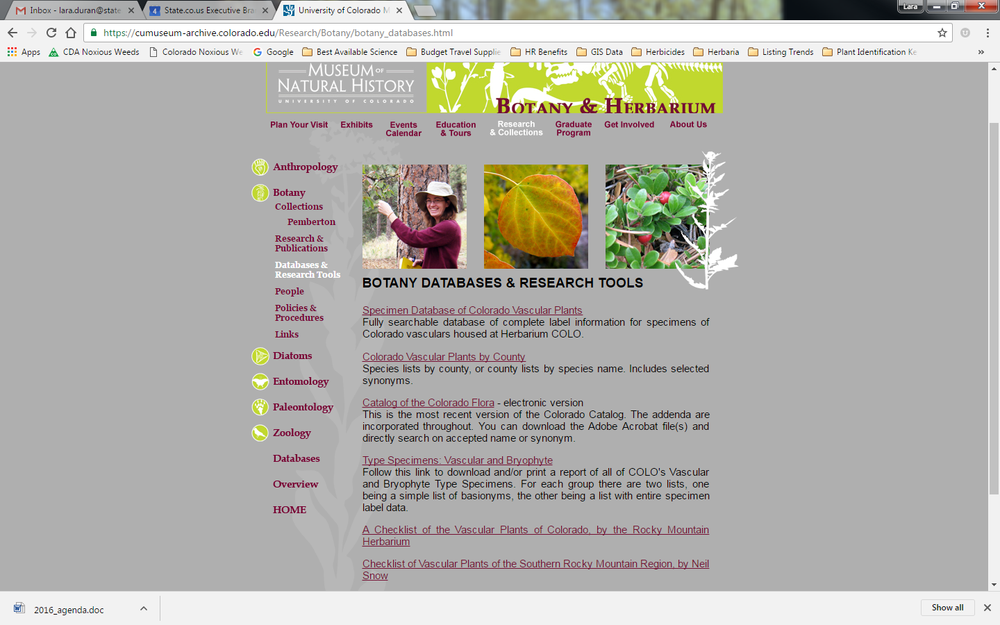 Inbox - lara.duran@state
State.co.us Executive Bra
University of Colorado M
Lara
https://cumuseum-archive.colorado.edu/Research/Botany/botany_databases.html
Apps
CDA Noxious Weeds
Colorado Noxious We
Google
Best Available Science
Budget Travel Supplie
HR Benefits
GIS Data
Herbicides
Herbaria
Listing Trends
Plant Identification Ke
»
MUSEUM OF
NATURAL HISTORY
UNIVERSITY OF COLORADO
BOTANY & HERBARIUM
Plan Your Visit
Exhibits
Events
Calendar
Education
& Tours
Research
& Collections
Graduate
Program
Get Involved
About Us
Anthropology
Botany
Collections
Pemberton
Research &
Publications
Databases &
Research Tools
People
Policies &
Procedures
Links
Diatoms
Entomology
Paleontology
Zoology
Databases
Overview
HOME
BOTANY DATABASES & RESEARCH TOOLS
Specimen Database of Colorado Vascular Plants
Fully searchable database of complete label information for specimens of
Colorado vasculars housed at Herbarium COLO.
Colorado Vascular Plants by County
Species lists by county, or county lists by species name. Includes selected
synonyms.
Catalog of the Colorado Flora - electronic version
This is the most recent version of the Colorado Catalog. The addenda are
incorporated throughout. You can download the Adobe Acrobat file(s) and
directly search on accepted name or synonym.
Type Specimens: Vascular and Bryophyte
Follow this link to download and/or print a report of all of COLO's Vascular
and Bryophyte Type Specimens. For each group there are two lists, one
being a simple list of basionyms, the other being a list with entire specimen
label data.
A Checklist of the Vascular Plants of Colorado, by the Rocky Mountain
Herbarium
Checklist of Vascular Plants of the Southern Rocky Mountain Region, by Neil
Snow
2016_agenda.doc
Show all